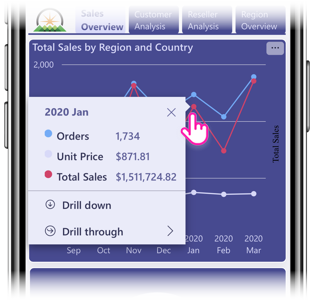 Sales
Overview
Customer
Analysis
Reseller
Analysis
Region
Overview
Total Sales by Region and Country
...
2,000
2020 Jan
Orders 1,734
Unit Price $871.81
Total Sales $1,511,724.82
Drill down
Drill through
Total Sales
2020 2020 2020
Sep Oct Nov Dec Jan Feb Mar